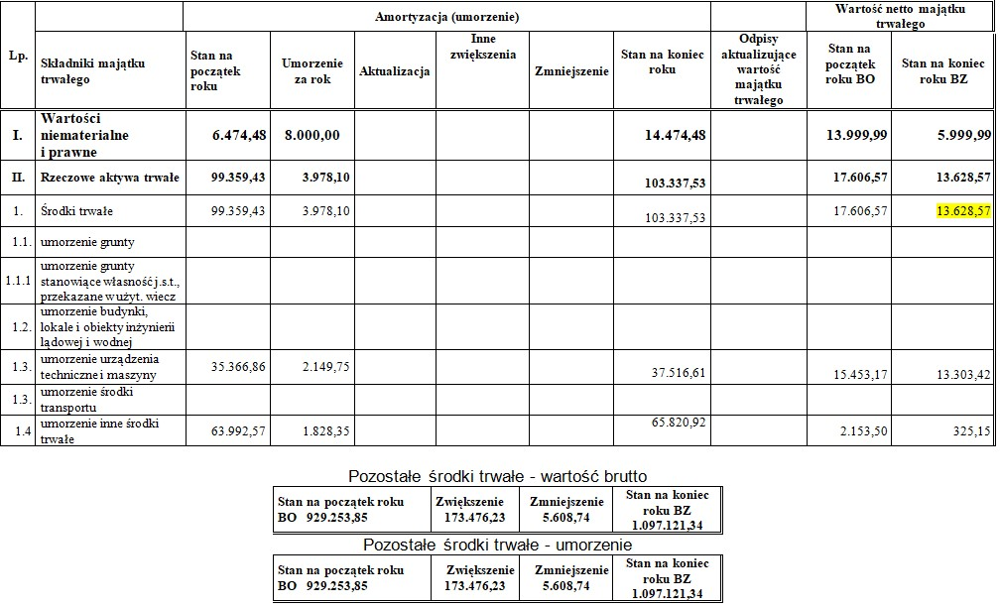 Lp. Składniki majątku trwałego Amortyzacja (umorzenie) Wartość netto majątku trwałego
Stan na początek roku Umorzenie za rok Aktualizacja Inne zwiększenia Zmniejszenie Stan na koniec roku Odpisy aktualizujące wartość majątku trwałego Stan na początek roku BO Stan na koniec roku BZ
I. Wartości niematerialne i prawne 6.474,48 8.000,00 14.474,48 13.999,99 5.999,99
II. Rzeczowe aktywa trwałe 99.359,43 3.978,10 103.337,53 17.606,57 13.628,57
1. Środki trwałe 99.359,43 3.978,10 103.337,53 17.606,57 13.628,57
1.1. umorzenie grunty
1.1.1 umorzenie grunty stanowiące własność j.s.t., przekazane w użyt. wiecz
1.2. umorzenie budynki, lokale i obiekty inżynierii lądowej i wodnej
1.3. umorzenie urządzenia techniczne i maszyny 35.366,86 2.149,75 37.516,61 15.453,17 13.303,42
1.3. umorzenie środki transportu
1.4 umorzenie inne środki trwałe 63.992,57 1.828,35 65.820,92 2.153,50 325,15
Pozostałe środki trwałe - wartość brutto
Stan na początek roku BO 929.253,85 Zwiększenie 173.476,23 Zmniejszenie 5.608,74 Stan na koniec roku BZ 1.097.121,34
Pozostałe środki trwałe - umorzenie
Stan na początek roku BO 929.253,85 Zwiększenie 173.476,23 Zmniejszenie 5.608,74 Stan na koniec roku BZ 1.097.121,34